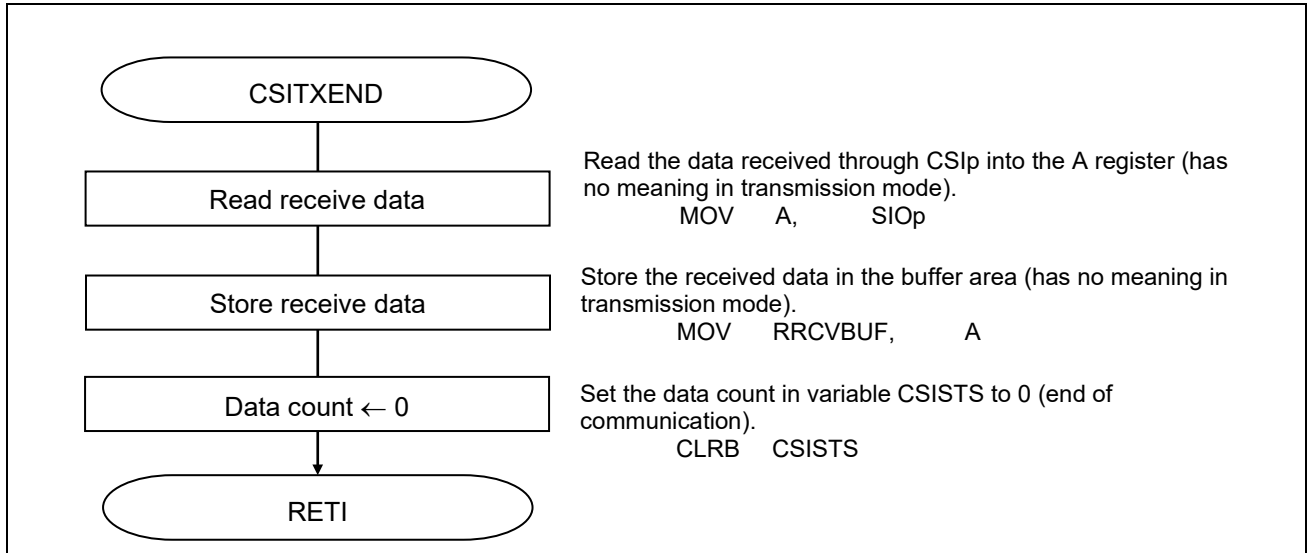 CSITXEND
Read receive data
Read the data received through CSIp into the A register (has
no meaning in transmission mode).
MOV A, SIOp
Store receive data
Store the received data in the buffer area (has no meaning in
transmission mode).
MOV RRCVBUF, A
Data count ← 0
Set the data count in variable CSISTS to 0 (end of
communication).
CLRB CSISTS
RETI